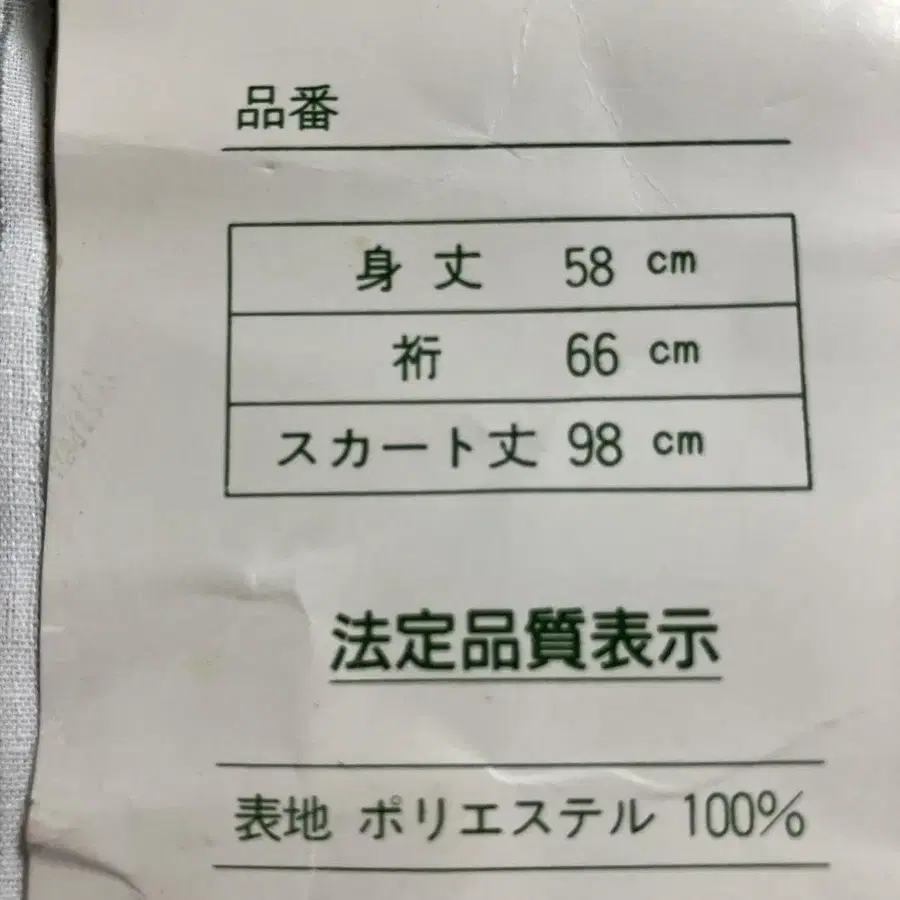 品番
身丈 58 cm
裄 66 cm
スカート丈 98 cm
法定品質表示
表地 ポリエステル 100%